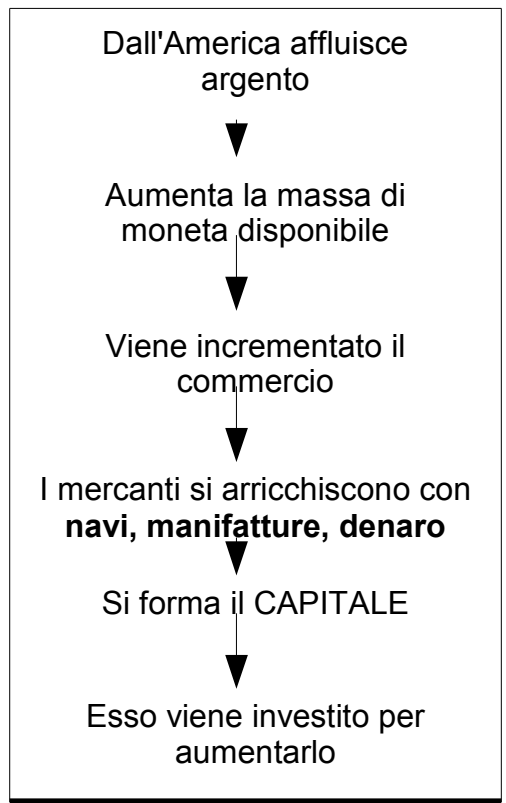 Dall'America affluisce
argento
Aumenta la massa di
moneta disponibile
Viene incrementato il
commercio
I mercanti si arricchiscono con
navi, manifatture, denaro
Si forma il CAPITALE
Esso viene investito per
aumentarlo